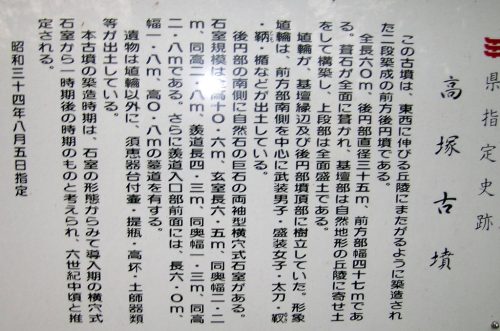 県指定史跡
高塚古墳
この古墳は、東西に伸びる丘陵にまたがるように築造され
た二段築成の前方後円墳である。
全長六〇m、後円部直径三十五m、前方部幅四十七mであ
る。葺石が全面に葺かれ、基壇部は自然地形の丘陵に寄せ土
をして構築し、上段部は全面盛土である。
埴輪が、基壇縁辺及び後円部墳頂部に樹立していた。形象
埴輪は、前方部南側を中心に武装男子・盛装女子・太刀・靫
・鞆・楯などが出土している。
後円部の南側に自然石の巨石の両袖型横穴式石室がある。
石室規模は、全高十〇・六m、玄室長六・五m、同奥幅二・二
m、同高二・八m、羨道長四・三m、同奥幅一・三m、同高
二・八mである。さらに羨道入口部前面には、長六・〇m、
幅一・八m、高〇・八mの墓道を有する。
遺物は埴輪以外に、須恵器台付壷・提瓶・高坏・土師器類
等が出土している。
本古墳の築造時期は、石室の形態からみて導入期の横穴式
石室から一時期後の時期のものと考えられ、六世紀中頃と推
定される。
昭和三十四年八月五日指定